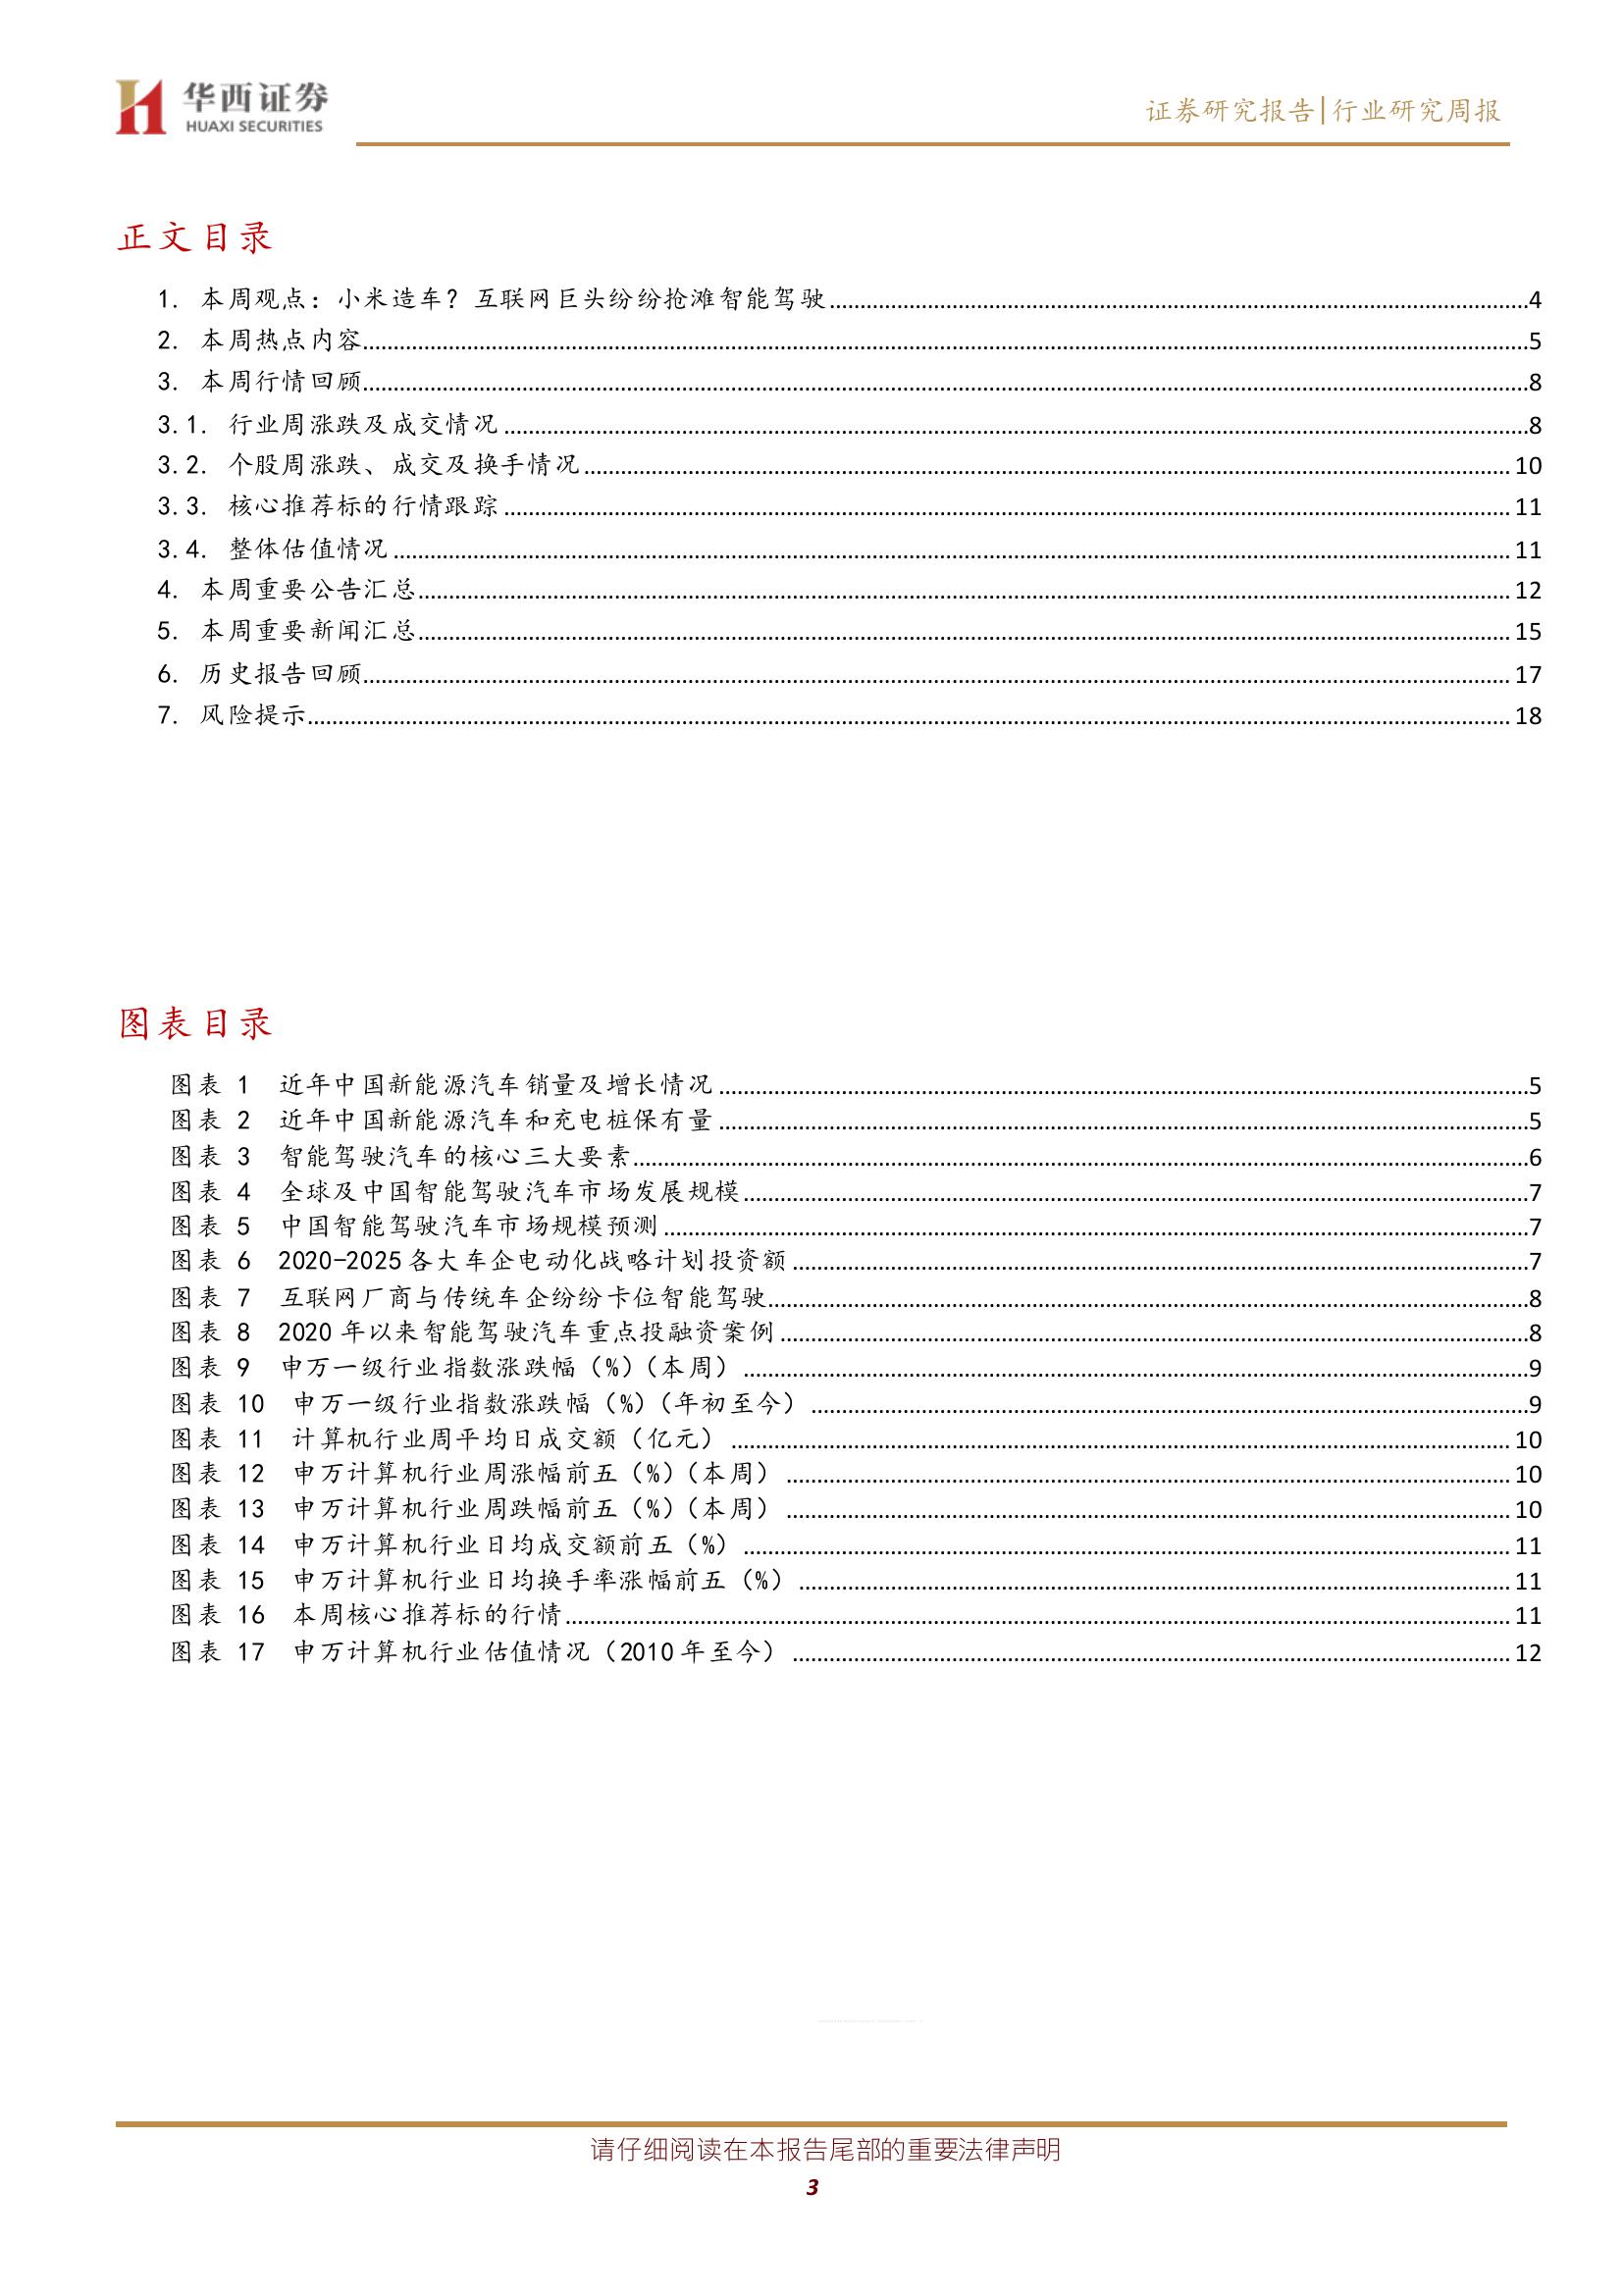 华西证券
HUAXI SECURITIES
证券研究报告|行业研究周报
正文目录
1. 本周观点：小米造车？互联网巨头纷纷抢滩智能驾驶 4
2. 本周热点内容 5
3. 本周行情回顾 8
3.1. 行业周涨跌及成交情况 8
3.2. 个股周涨跌、成交及换手情况 10
3.3. 核心推荐标的行情跟踪 11
3.4. 整体估值情况 11
4. 本周重要公告汇总 12
5. 本周重要新闻汇总 15
6. 历史报告回顾 17
7. 风险提示 18
图表目录
图表 1 近年中国新能源汽车销量及增长情况 5
图表 2 近年中国新能源汽车和充电桩保有量 5
图表 3 智能驾驶汽车的核心三大要素 6
图表 4 全球及中国智能驾驶汽车市场发展规模 7
图表 5 中国智能驾驶汽车市场规模预测 7
图表 6 2020-2025各大车企电动化战略计划投资额 7
图表 7 互联网厂商与传统车企纷纷卡位智能驾驶 8
图表 8 2020年以来智能驾驶汽车重点投融资案例 8
图表 9 申万一级行业指数涨跌幅（%）（本周） 9
图表 10 申万一级行业指数涨跌幅（%）（年初至今） 9
图表 11 计算机行业周平均日成交额（亿元） 10
图表 12 申万计算机行业周涨幅前五（%）（本周） 10
图表 13 申万计算机行业周跌幅前五（%）（本周） 10
图表 14 申万计算机行业日均成交额前五（%） 11
图表 15 申万计算机行业日均换手率涨幅前五（%） 11
图表 16 本周核心推荐标的行情 11
图表 17 申万计算机行业估值情况（2010年至今） 12
请仔细阅读在本报告尾部的重要法律声明
3